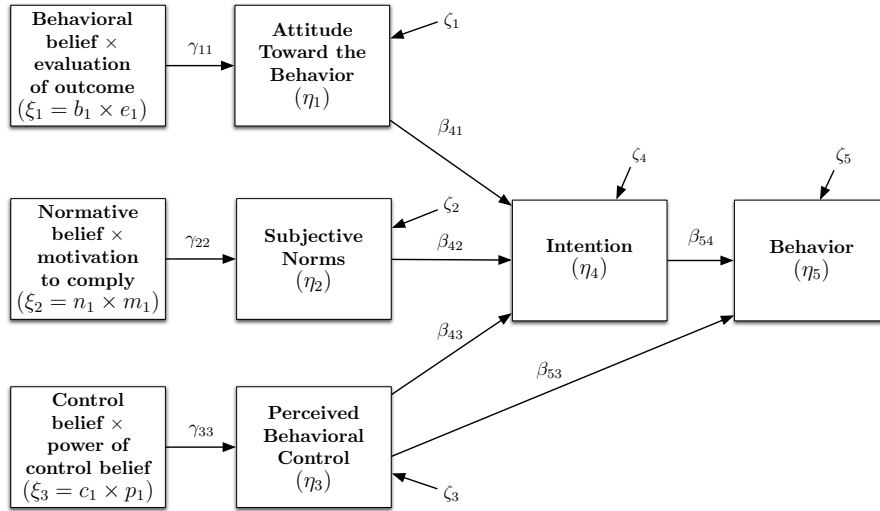 Behavioral
belief ×
evaluation
of outcome
(ξ₁ = b₁ × e₁)
γ₁₁
Attitude
Toward the
Behavior
(η₁)
ζ₁
β₄₁
Normative
belief ×
motivation
to comply
(ξ₂ = n₁ × m₁)
γ₂₂
Subjective
Norms
(η₂)
ζ₂
β₄₂
Intention
(η₄)
ζ₄
β₅₄
Behavior
(η₅)
ζ₅
Control
belief ×
power of
control belief
(ξ₃ = c₁ × p₁)
γ₃₃
Perceived
Behavioral
Control
(η₃)
ζ₃
β₄₃
β₅₃